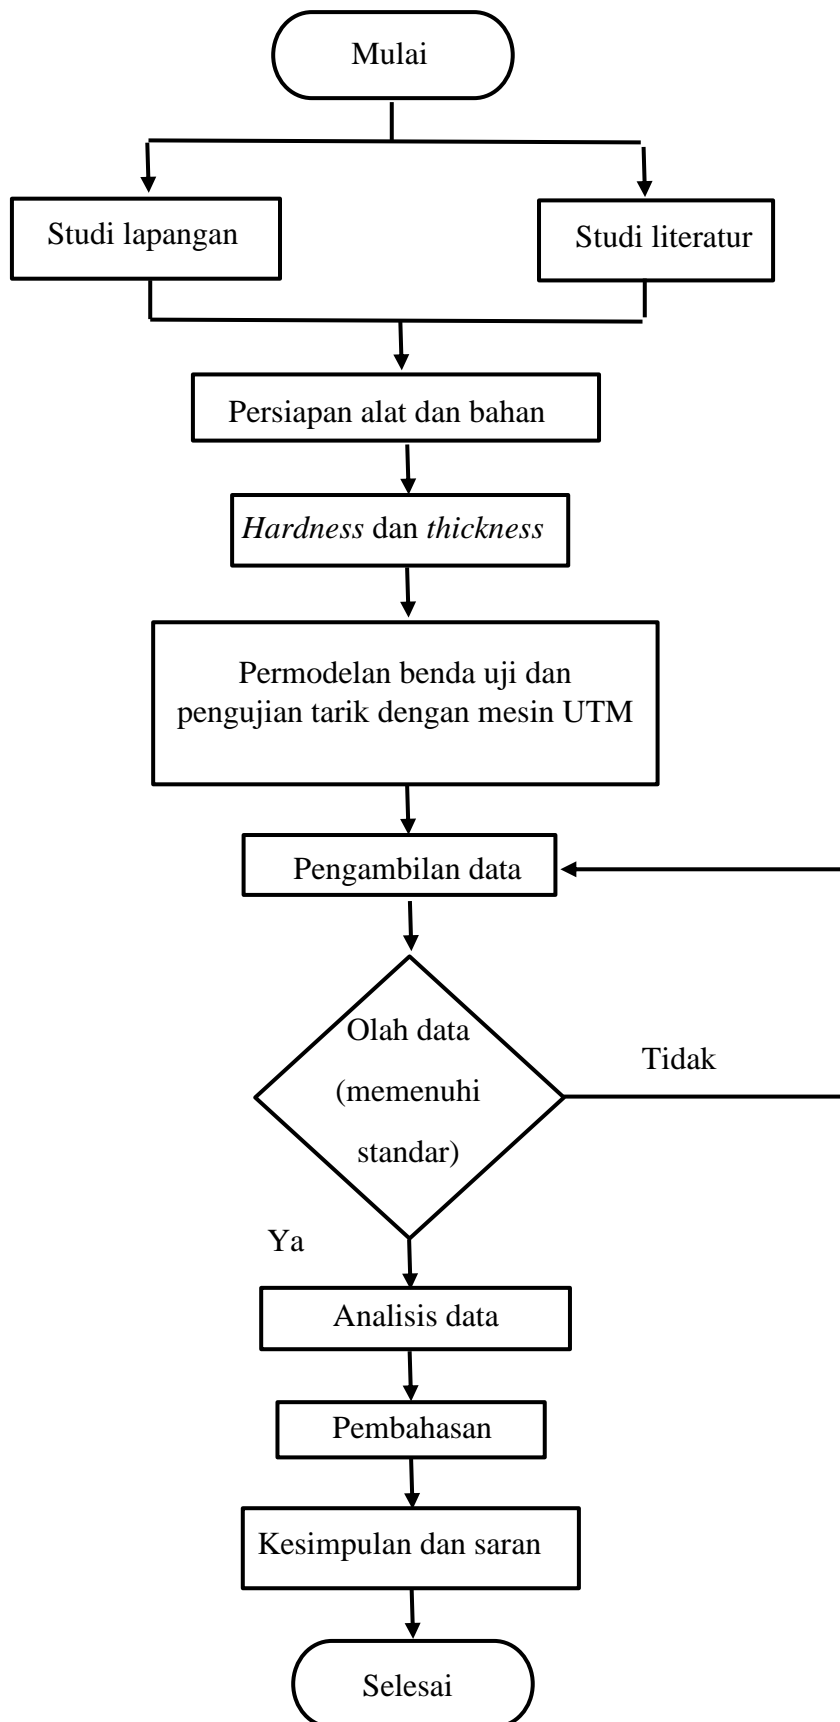 Mulai
Studi lapangan
Studi literatur
Persiapan alat dan bahan
Hardness dan thickness
Permodelan benda uji dan
pengujian tarik dengan mesin UTM
Pengambilan data
Olah data
(memenuhi
standar)
Tidak
Ya
Analisis data
Pembahasan
Kesimpulan dan saran
Selesai